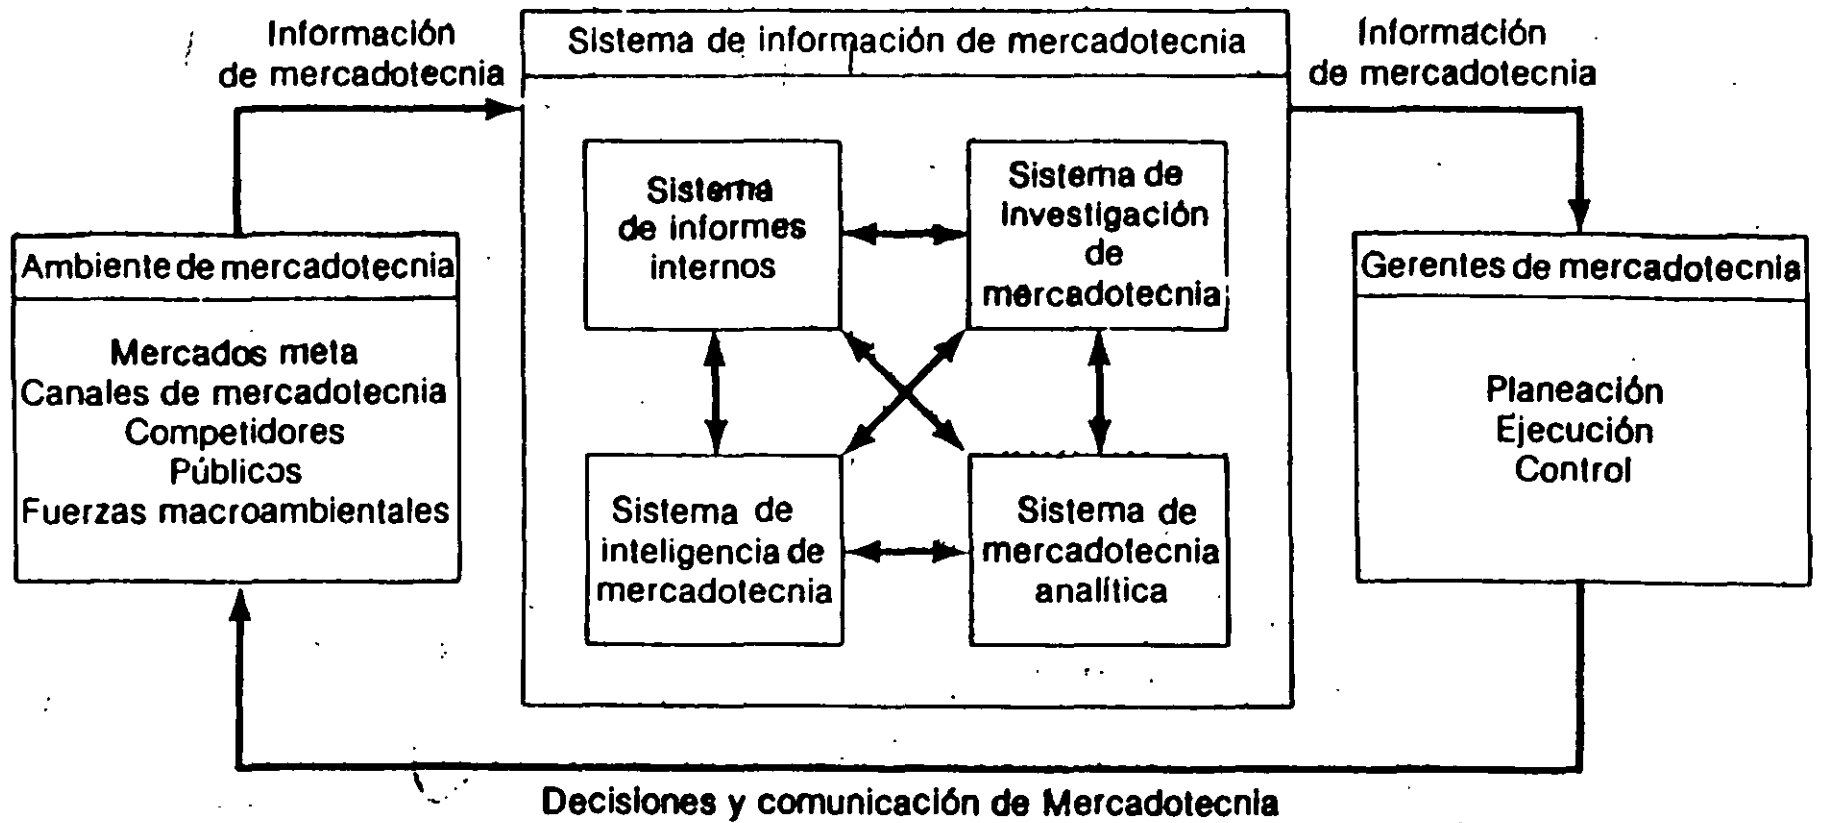 Información
de mercadotecnia
Sistema de información de mercadotecnia
Información
de mercadotecnia
Ambiente de mercadotecnia
Mercados meta
Canales de mercadotecnia
Competidores
Públicos
Fuerzas macroambientales
Sistema
de informes
internos
Sistema de
investigación
de
mercadotecnia
Sistema de
inteligencia de
mercadotecnia
Sistema de
mercadotecnia
analítica
Gerentes de mercadotecnia
Planeación
Ejecución
Control
Decisiones y comunicación de Mercadotecnia